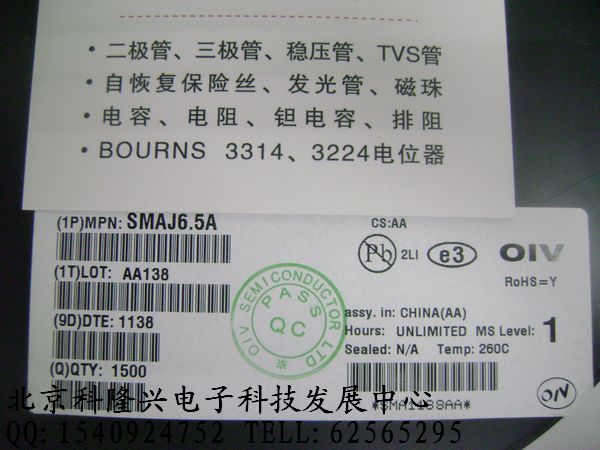 · 二极管、三极管、稳压管、TVS管
· 自恢复保险丝、发光管、磁珠
· 电容、电阻、钽电容、排阻
· BOURNS 3314、3224电位器
(1P)MPN: SMAJ6.5A
(1T)LOT: AA138
(9D)DTE: 1138
(Q)QTY: 1500
OIV SEMICONDUCTOR LTD
PASS
QC
CS:AA
Pb 2LI e3 OIV
RoHS=Y
assy. in: CHINA(AA)
Hours: UNLIMITED MS Level: 1
Sealed: N/A Temp: 260C
*SMA1138AA*
OIV
北京科隆兴电子科技发展中心
QQ: 1540924752 TELL: 62565295